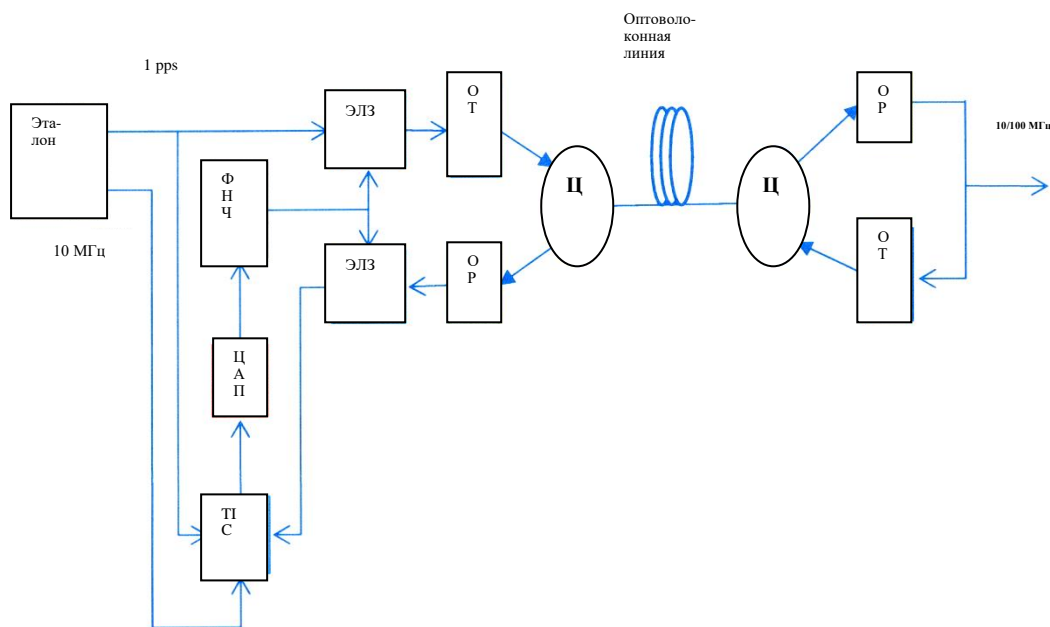 Оптоволо-
конная
линия
1 pps
Эта-
лон
ЭЛЗ
О
Т
О
Р
10/100 МГц
Ф
Н
Ч
Ц
Ц
10 МГц
ЭЛЗ
О
Р
О
Т
Ц
А
П
TI
C